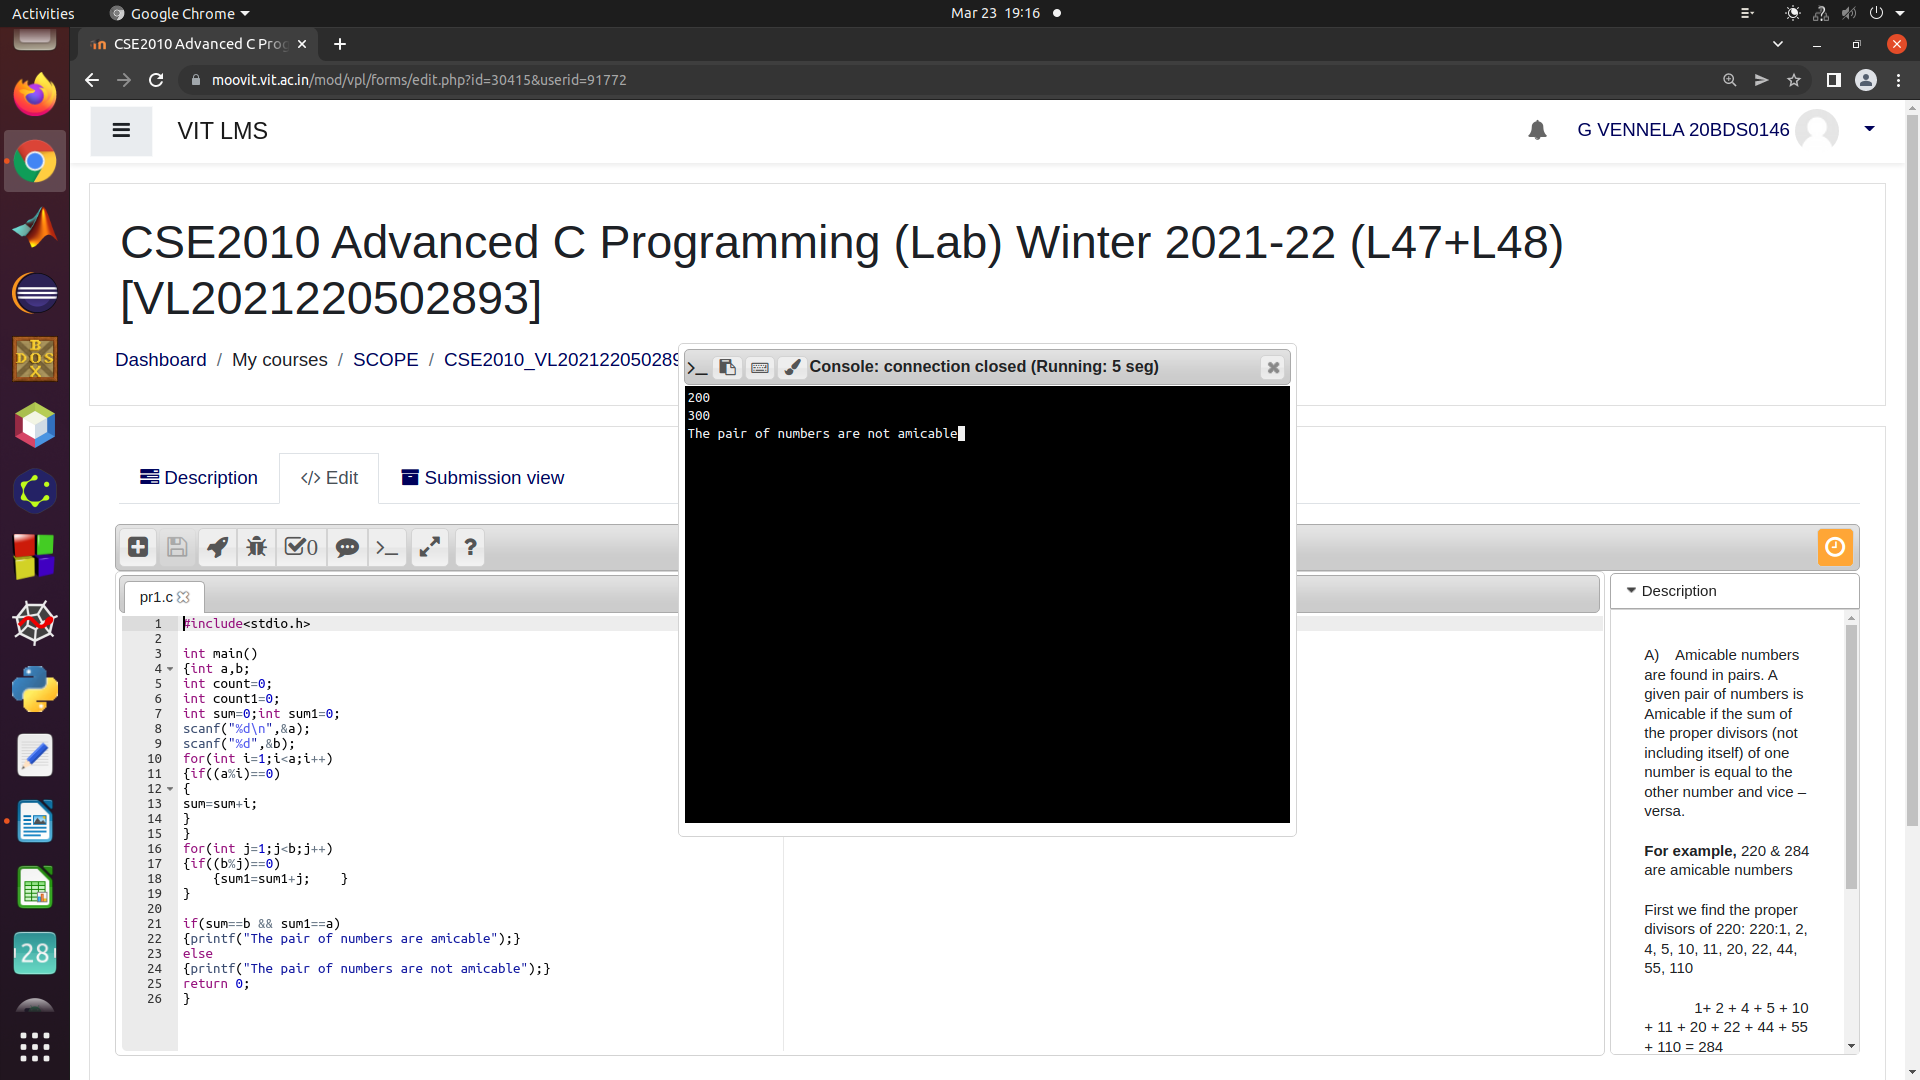 Activities
Google Chrome
Mar 23 19:16
CSE2010 Advanced C Prog
moovit.vit.ac.in/mod/vpl/forms/edit.php?id=30415&userid=91772
VIT LMS
G VENNELA 20BDS0146
CSE2010 Advanced C Programming (Lab) Winter 2021-22 (L47+L48)
[VL2021220502893]
Dashboard / My courses / SCOPE / CSE2010_VL202122050289
Console: connection closed (Running: 5 seg)
200
300
The pair of numbers are not amicable
Description
</> Edit
Submission view
0
>_
?
pr1.c
1 #include<stdio.h>
2
3 int main()
4 {int a,b;
5 int count=0;
6 int count1=0;
7 int sum=0;int sum1=0;
8 scanf("%d\n",&a);
9 scanf("%d",&b);
10 for(int i=1;i<a;i++)
11 {if((a%i)==0)
12 {
13 sum=sum+i;
14 }
15 }
16 for(int j=1;j<b;j++)
17 {if((b%j)==0)
18     {sum1=sum1+j;    }
19 }
20
21 if(sum==b && sum1==a)
22 {printf("The pair of numbers are amicable");}
23 else
24 {printf("The pair of numbers are not amicable");}
25 return 0;
26 }
Description
A) Amicable numbers
are found in pairs. A
given pair of numbers is
Amicable if the sum of
the proper divisors (not
including itself) of one
number is equal to the
other number and vice –
versa.
For example, 220 & 284
are amicable numbers
First we find the proper
divisors of 220: 220:1, 2,
4, 5, 10, 11, 20, 22, 44,
55, 110
1+ 2 + 4 + 5 + 10
+ 11 + 20 + 22 + 44 + 55
+ 110 = 284
DOS
B
X
28